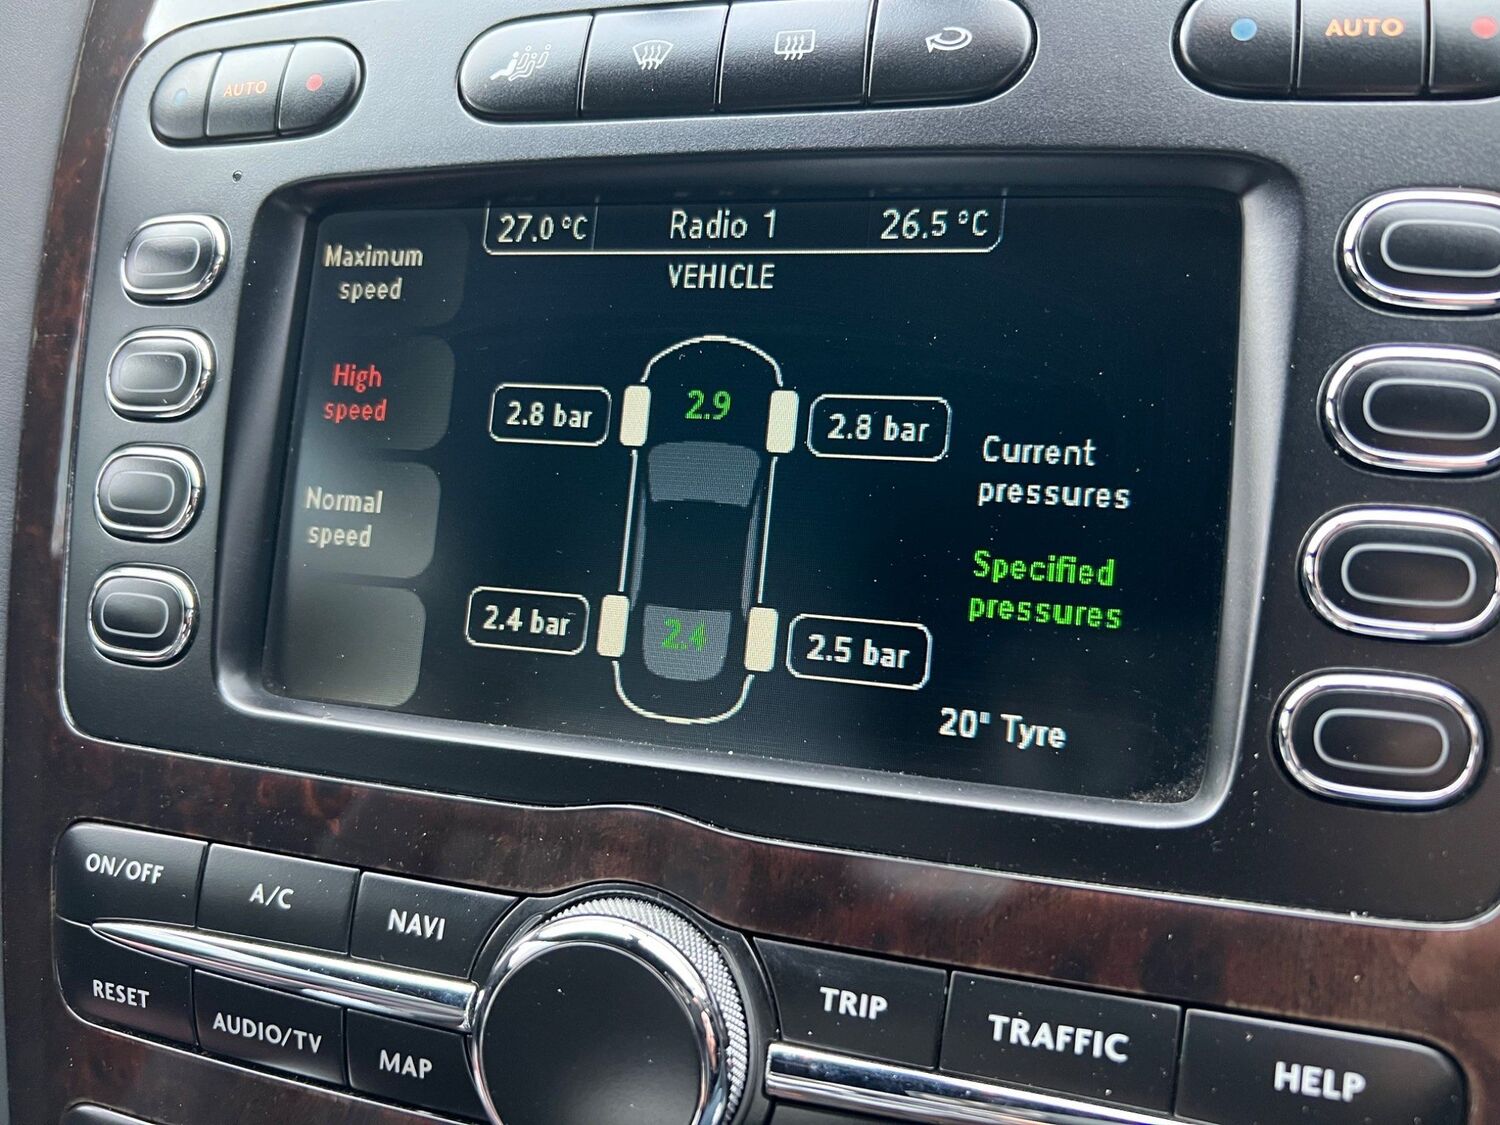 AUTO
AUTO
27.0 °C Radio 1 26.5 °C
VEHICLE
Maximum
speed
High
speed
Normal
speed
2.8 bar 2.9 2.8 bar
Current
pressures
Specified
pressures
2.4 bar 2.4 2.5 bar
20" Tyre
ON/OFF
A/C
NAVI
RESET
AUDIO/TV
MAP
TRIP
TRAFFIC
HELP